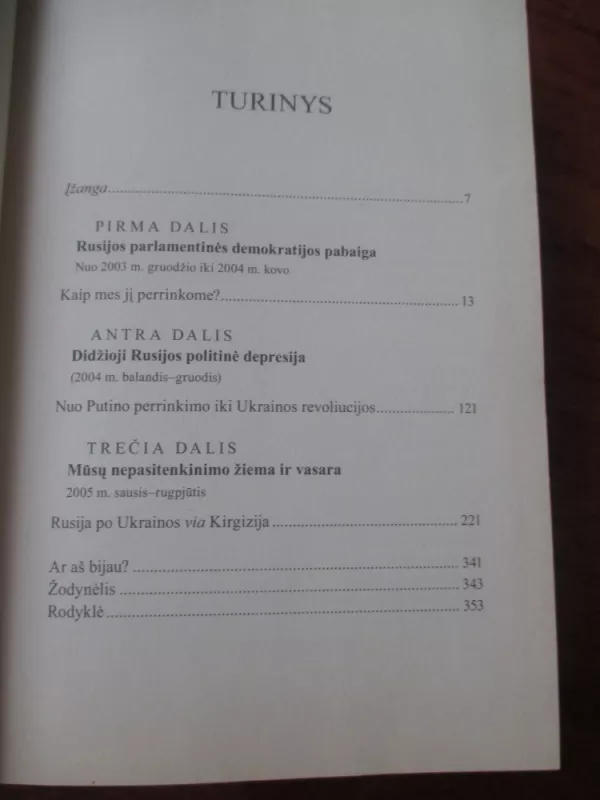 TURINYS
Įžanga 7
PIRMA DALIS
Rusijos parlamentinės demokratijos pabaiga
Nuo 2003 m. gruodžio iki 2004 m. kovo
Kaip mes jį perrinkome? 13
ANTRA DALIS
Didžioji Rusijos politinė depresija
(2004 m. balandis–gruodis)
Nuo Putino perrinkimo iki Ukrainos revoliucijos 121
TREČIA DALIS
Mūsų nepasitenkinimo žiema ir vasara
2005 m. sausis–rugpjūtis
Rusija po Ukrainos via Kirgizija 221
Ar aš bijau? 341
Žodynėlis 343
Rodyklė 353